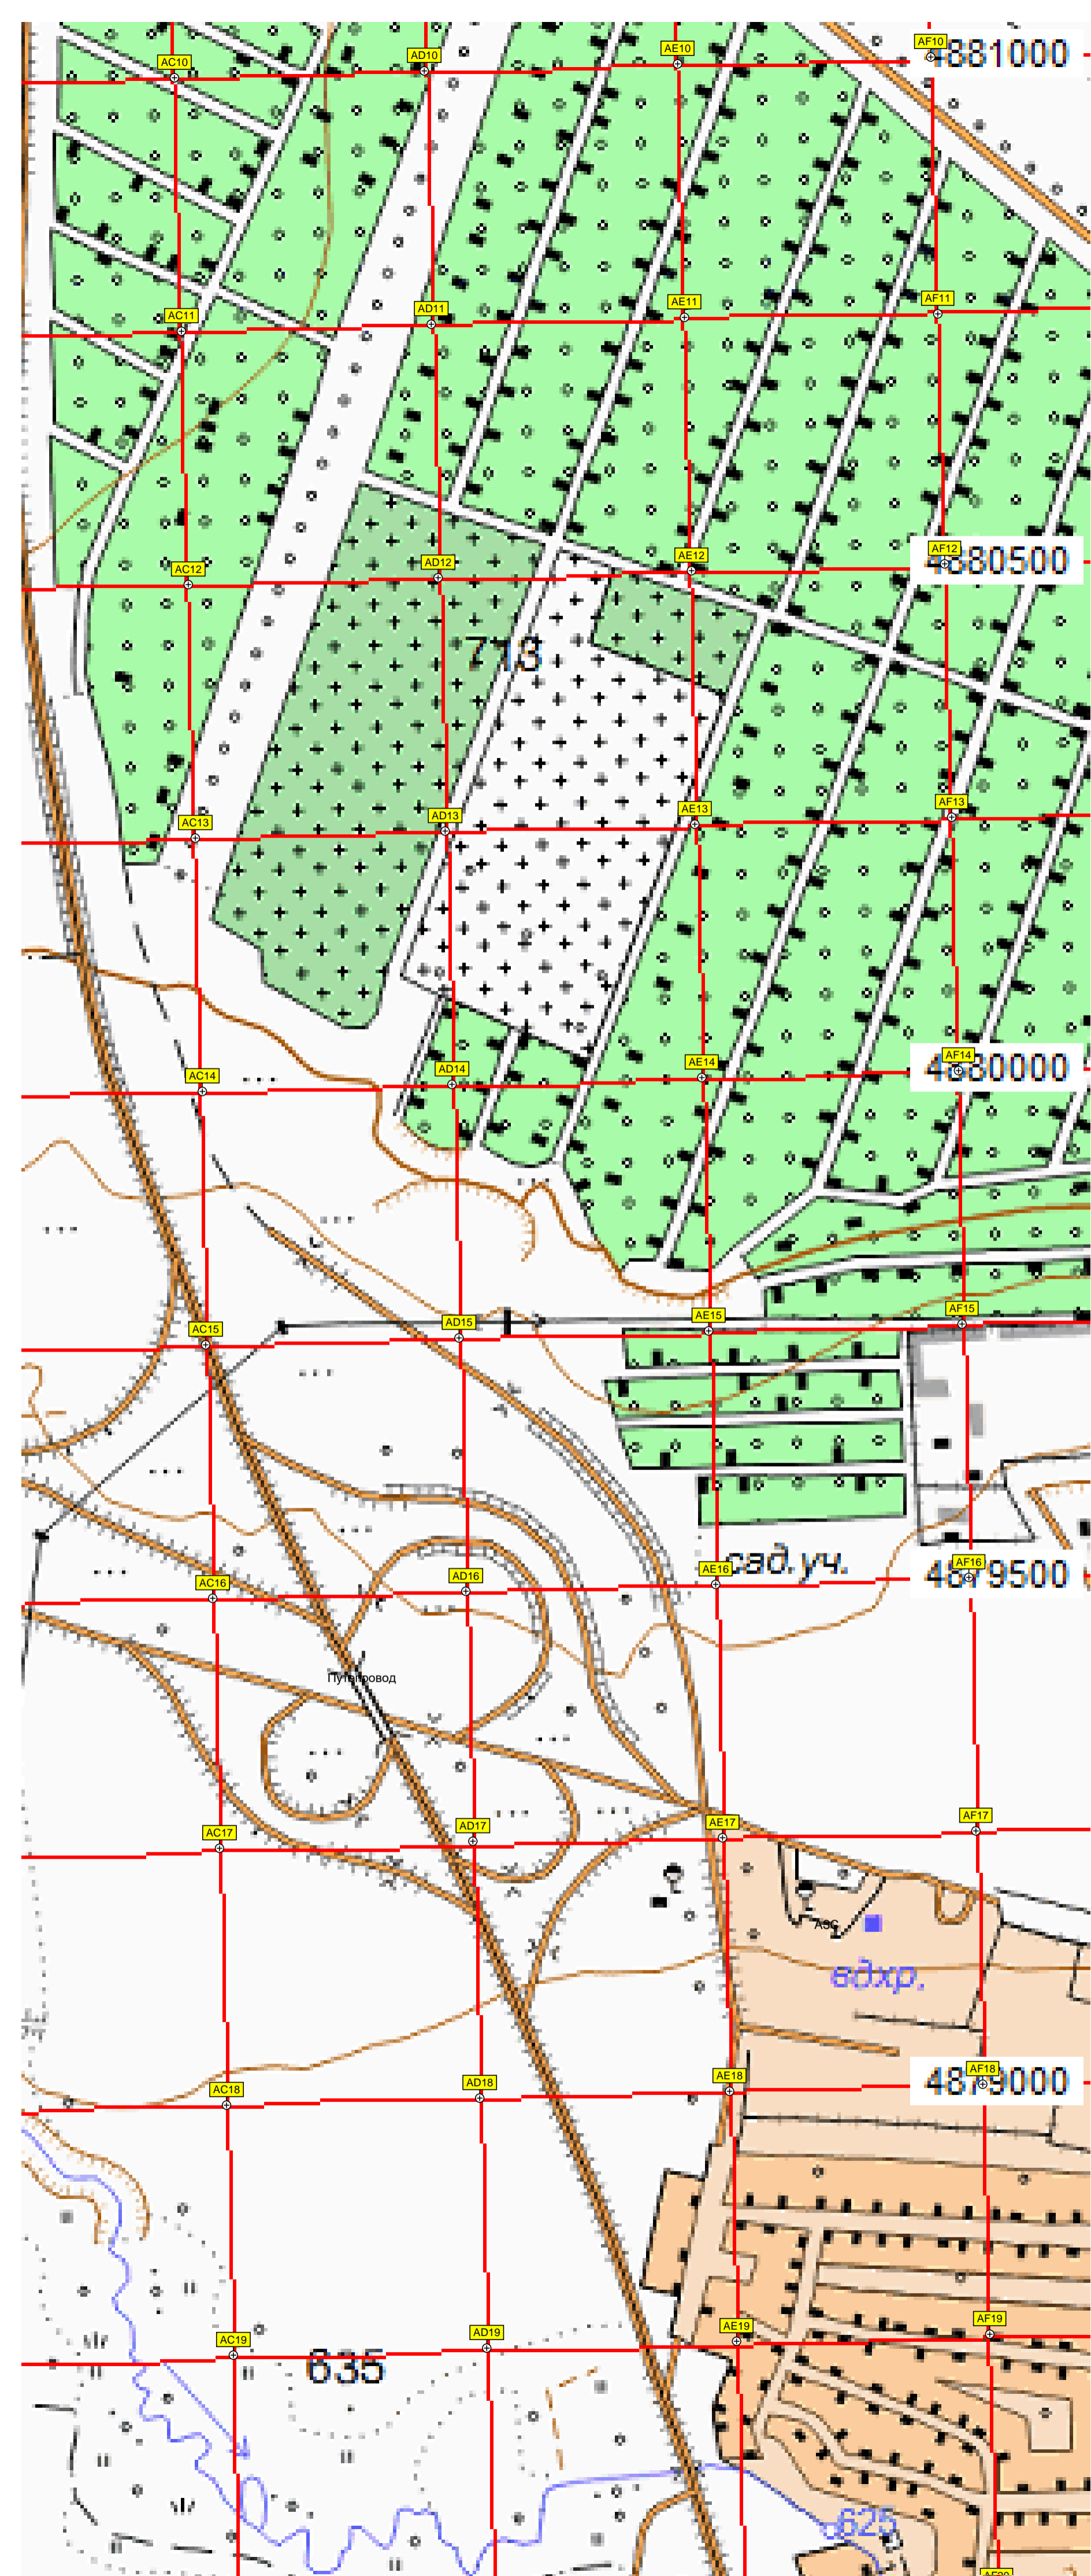 AC10 AD10 AE10 AF10 4881000
AC11 AD11 AE11 AF11
AC12 AD12 AE12 AF12 4880500
713
AC13 AD13 AE13 AF13
AC14 AD14 AE14 AF14 4880000
AC15 AD15 AE15 AF15
сад.уч.
AC16 AD16 AE16 AF16 4879500
Путепровод
AC17 AD17 AE17 AF17
АЗС
вдхр.
AC18 AD18 AE18 AF18 4879000
AC19 AD19 AE19 AF19
635
625